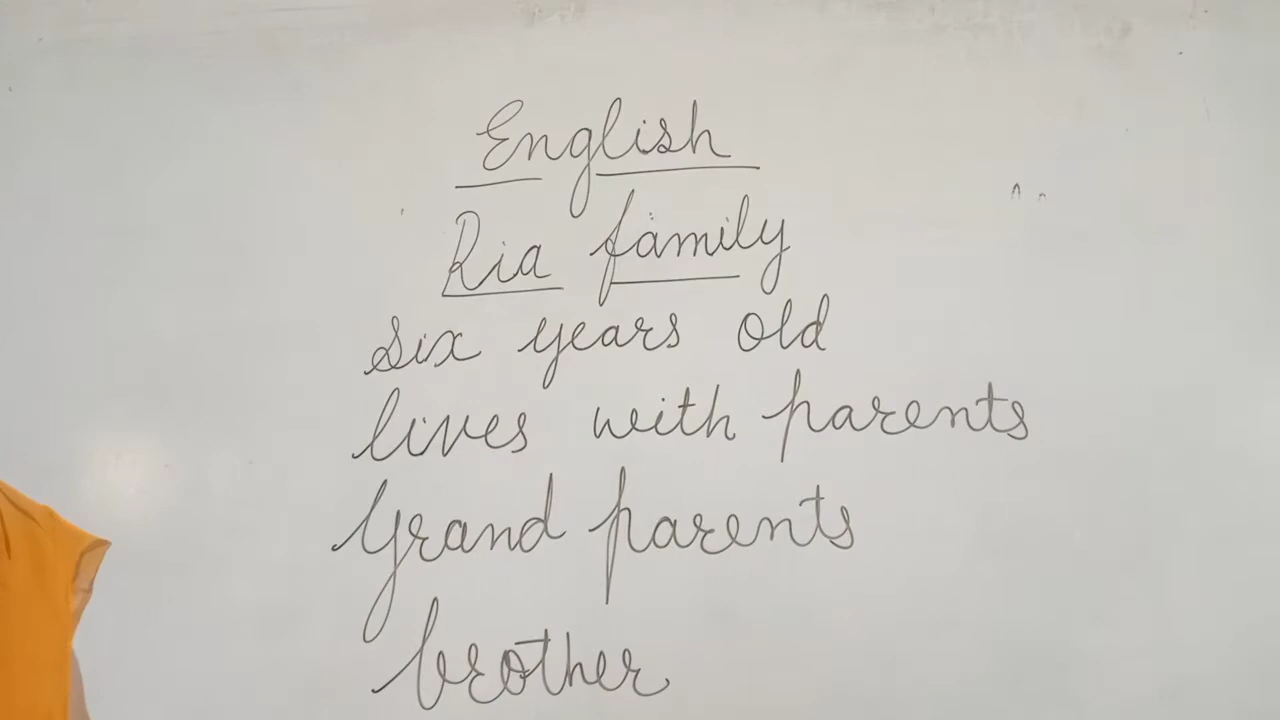 English
Ria family
Six years old
lives with parents
Grand parents
brother